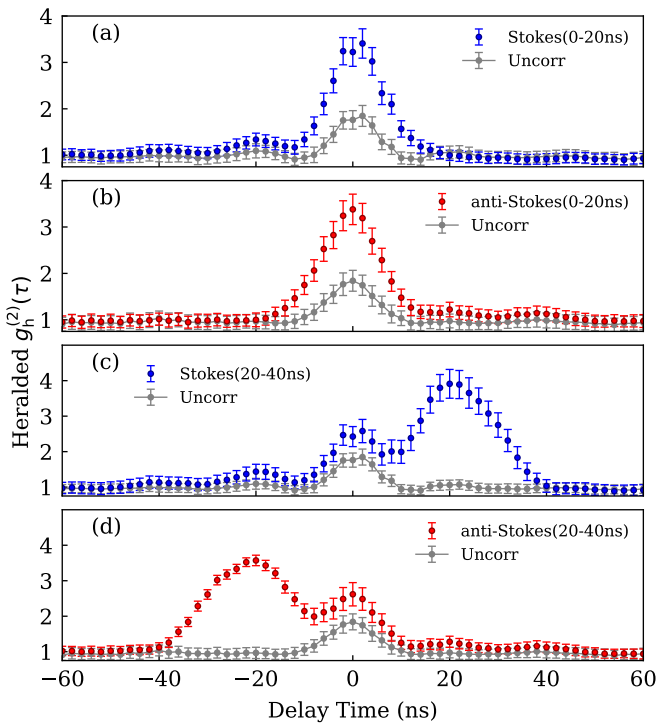 (a)
Stokes(0-20ns)
Uncorr
4
3
2
1
(b)
anti-Stokes(0-20ns)
Uncorr
4
3
2
1
Heralded g_h^(2)(τ)
(c)
Stokes(20-40ns)
Uncorr
4
3
2
1
(d)
anti-Stokes(20-40ns)
Uncorr
4
3
2
1
−60 −40 −20 0 20 40 60
Delay Time (ns)